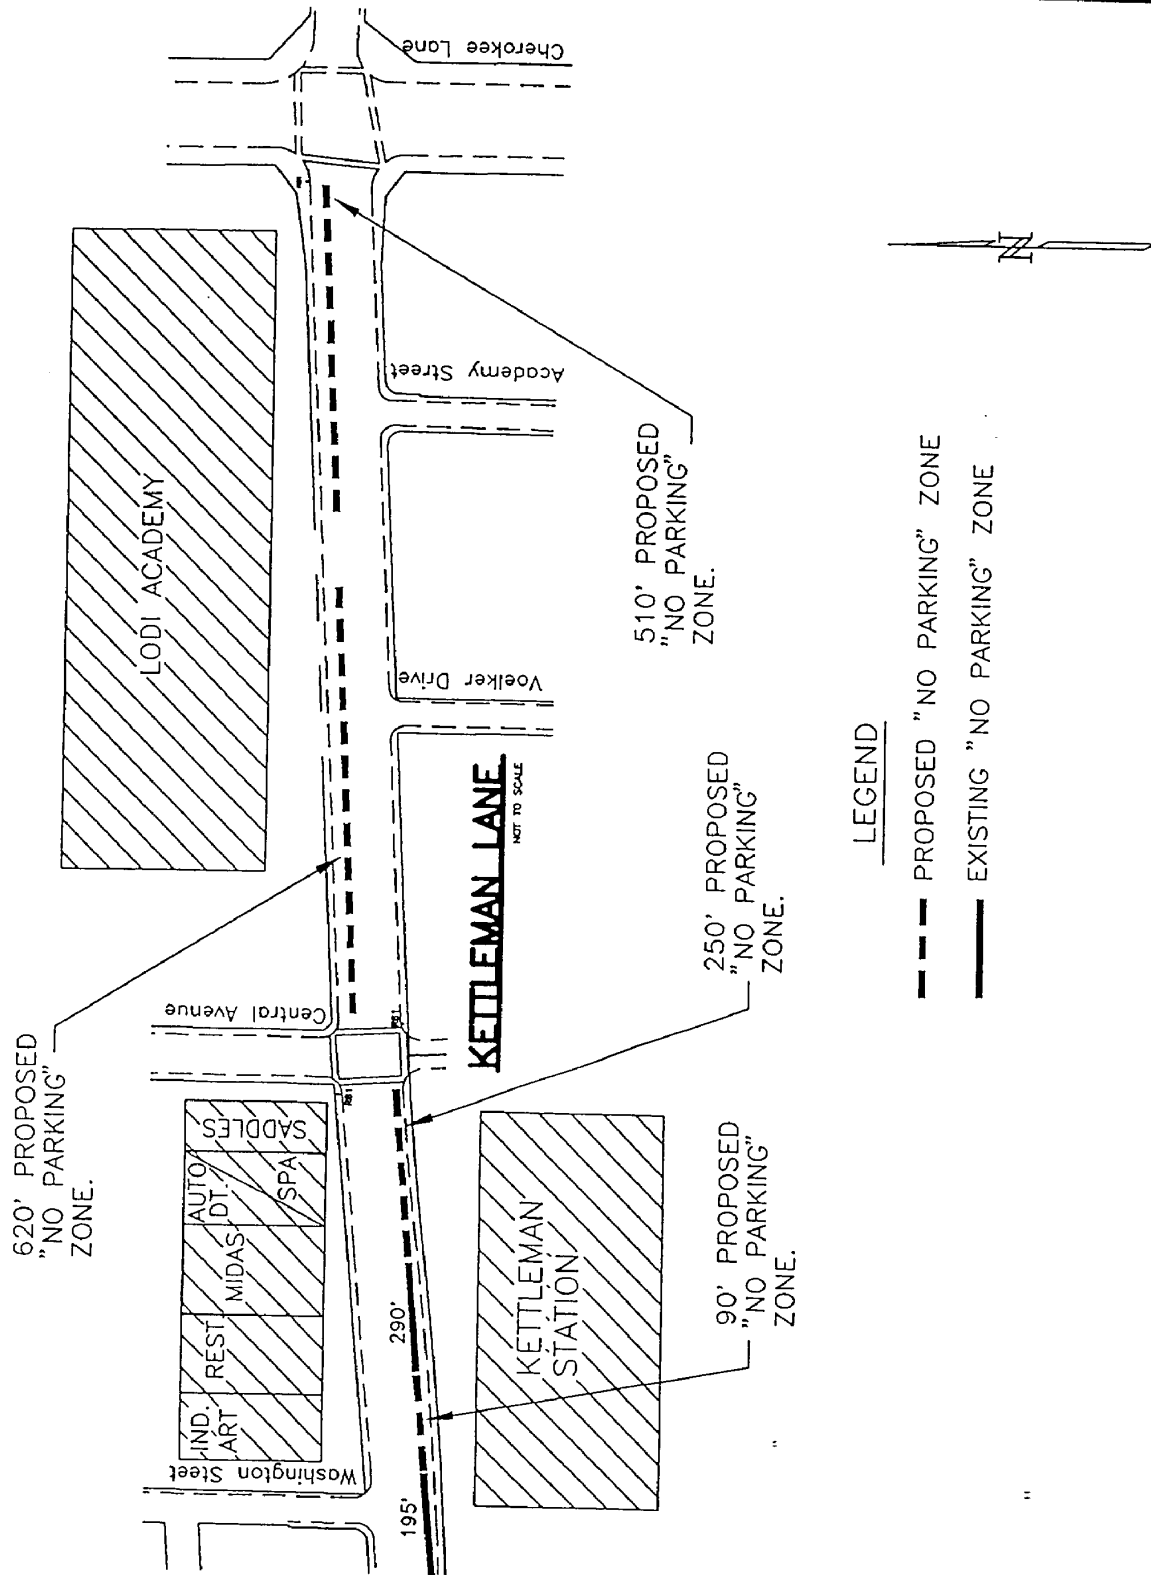 620' PROPOSED
"NO PARKING"
ZONE.
LODI ACADEMY
IND.
ART
REST
MIDAS
AUTO
DT.
SPA
SADDLES
Washington Steet
Central Avenue
Cherokee Lane
195'
290'
R81
R81
Voelker Drive
Academy Street
KETTLEMAN LANE
NOT TO SCALE
KETTLEMAN
STATION
90' PROPOSED
"NO PARKING"
ZONE.
250' PROPOSED
"NO PARKING"
ZONE.
510' PROPOSED
"NO PARKING"
ZONE.
N
LEGEND
PROPOSED "NO PARKING" ZONE
EXISTING "NO PARKING" ZONE